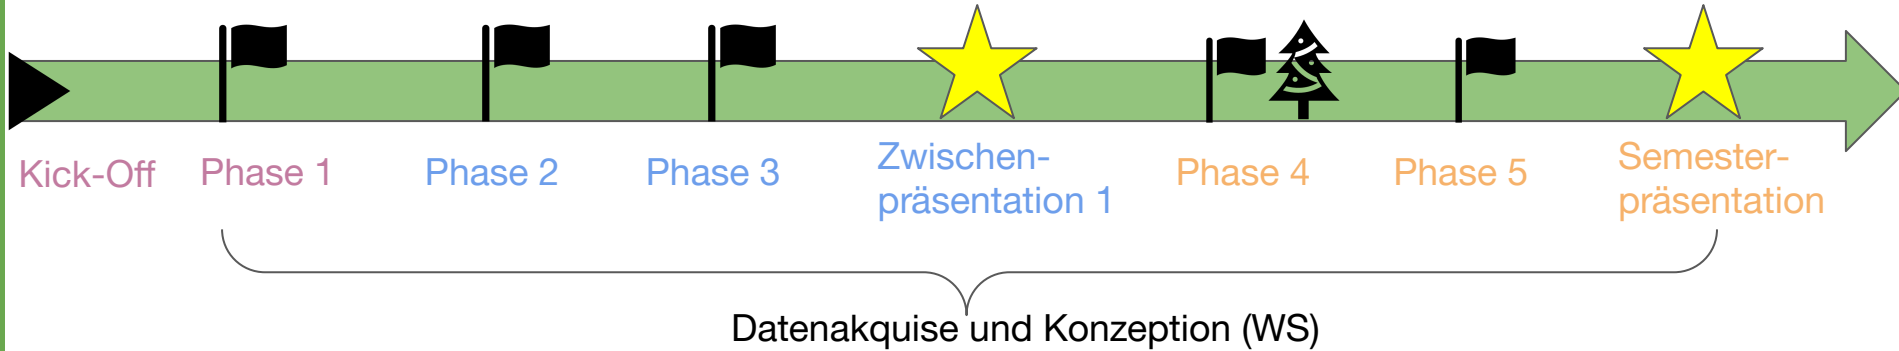 Kick-Off
Phase 1
Phase 2
Phase 3
Zwischen-
präsentation 1
Phase 4
Phase 5
Semester-
präsentation
Datenakquise und Konzeption (WS)